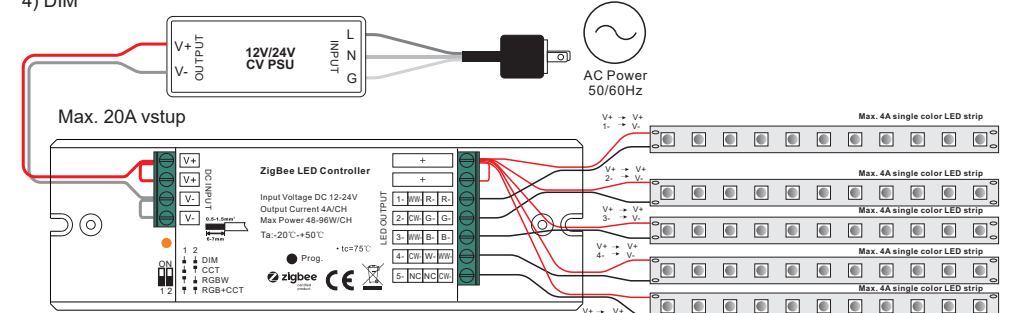 4) DIM
V+
V-
OUTPUT
12V/24V
CV PSU
INPUT
L
N
G
AC Power
50/60Hz
Max. 20A vstup
V+
V+
V-
V-
DC INPUT
0.5-1.5mm²
6-7mm
ZigBee LED Controller
Input Voltage DC 12-24V
Output Current 4A/CH
Max Power 48-96W/CH
Ta:-20℃-+50℃
• tc=75℃
Prog.
zigbee
certified
product
CE
ON
1 2
1 2
DIM
CCT
RGBW
RGB+CCT
LED OUTPUT
+
+
1- WW- R- R-
2- CW- G- G-
3- WW- B- B-
4- CW- W- WW-
5- NC NC CW-
V+ → V+
1- → V-
Max. 4A single color LED strip
V+ → V+
2- → V-
Max. 4A single color LED strip
V+ → V+
3- → V-
Max. 4A single color LED strip
V+ → V+
4- → V-
Max. 4A single color LED strip
V+ → V+
Max. 4A single color LED strip